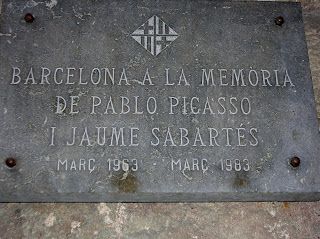 BARCELONA A LA MEMÒRIA
DE PABLO PICASSO
I JAUME SABARTÉS
MARÇ 1963 · MARÇ 1983